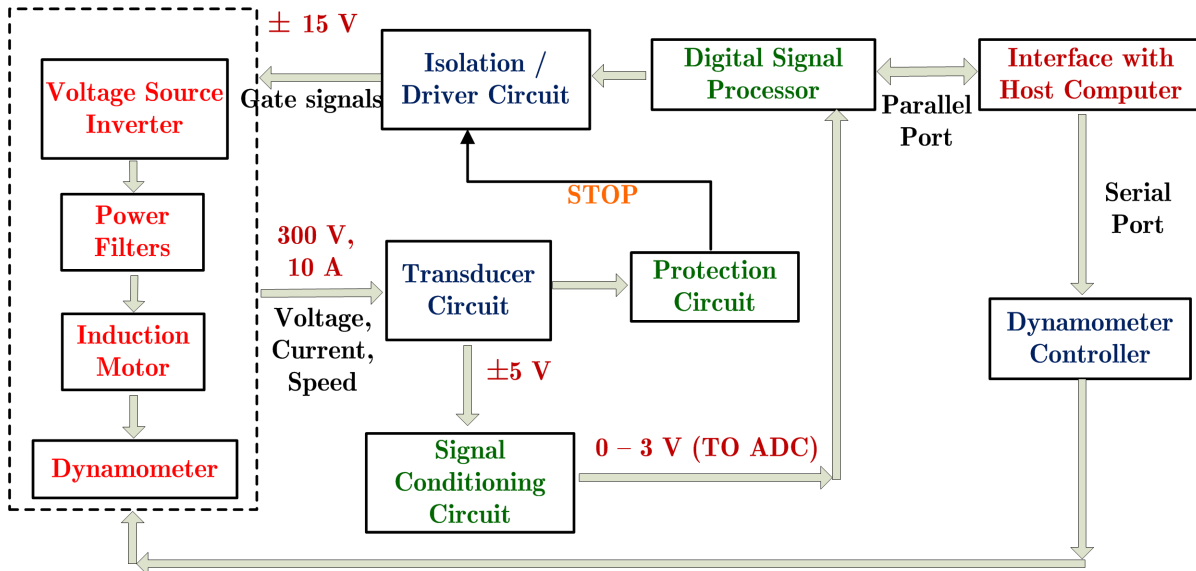 ± 15 V
Voltage Source
Inverter
Gate signals
Isolation /
Driver Circuit
Digital Signal
Processor
Parallel
Port
Interface with
Host Computer
Power
Filters
STOP
Serial
Port
300 V,
10 A
Voltage,
Current,
Speed
Transducer
Circuit
Protection
Circuit
Induction
Motor
Dynamometer
Controller
±5 V
Dynamometer
Signal
Conditioning
Circuit
0 – 3 V (TO ADC)